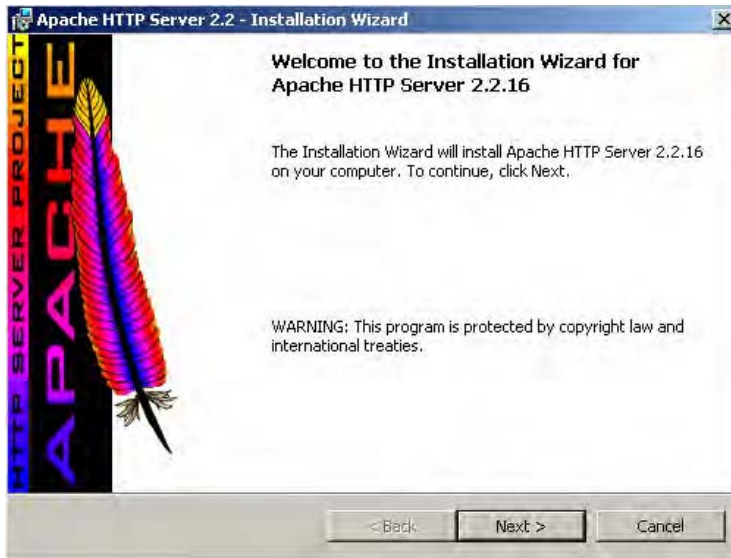 Apache HTTP Server 2.2 - Installation Wizard
HTTP SERVER PROJECT
APACHE
Welcome to the Installation Wizard for
Apache HTTP Server 2.2.16
The Installation Wizard will install Apache HTTP Server 2.2.16
on your computer. To continue, click Next.
WARNING: This program is protected by copyright law and
international treaties.
< Back
Next >
Cancel